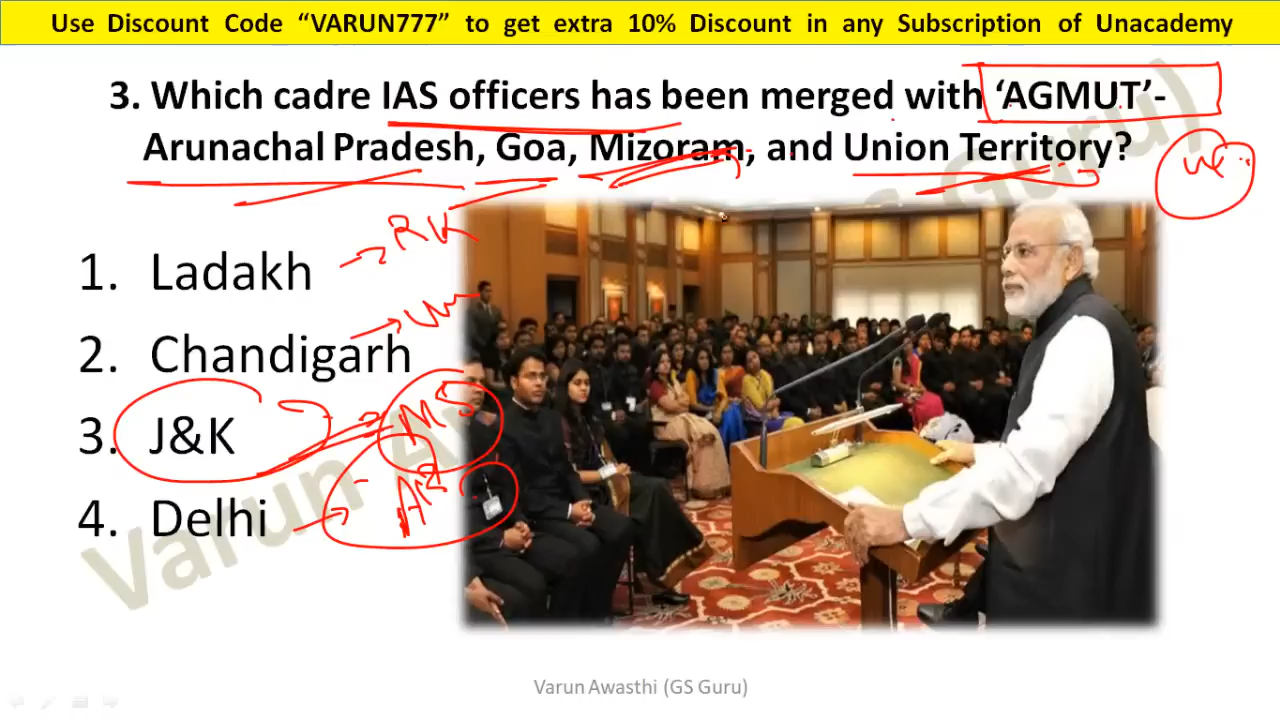 Use Discount Code “VARUN777” to get extra 10% Discount in any Subscription of Unacademy
3. Which cadre IAS officers has been merged with ‘AGMUT’-
Arunachal Pradesh, Goa, Mizoram, and Union Territory?
1. Ladakh
RK
2. Chandigarh
3. J&K
MS
4. Delhi
Varun Awasthi (GS Guru)